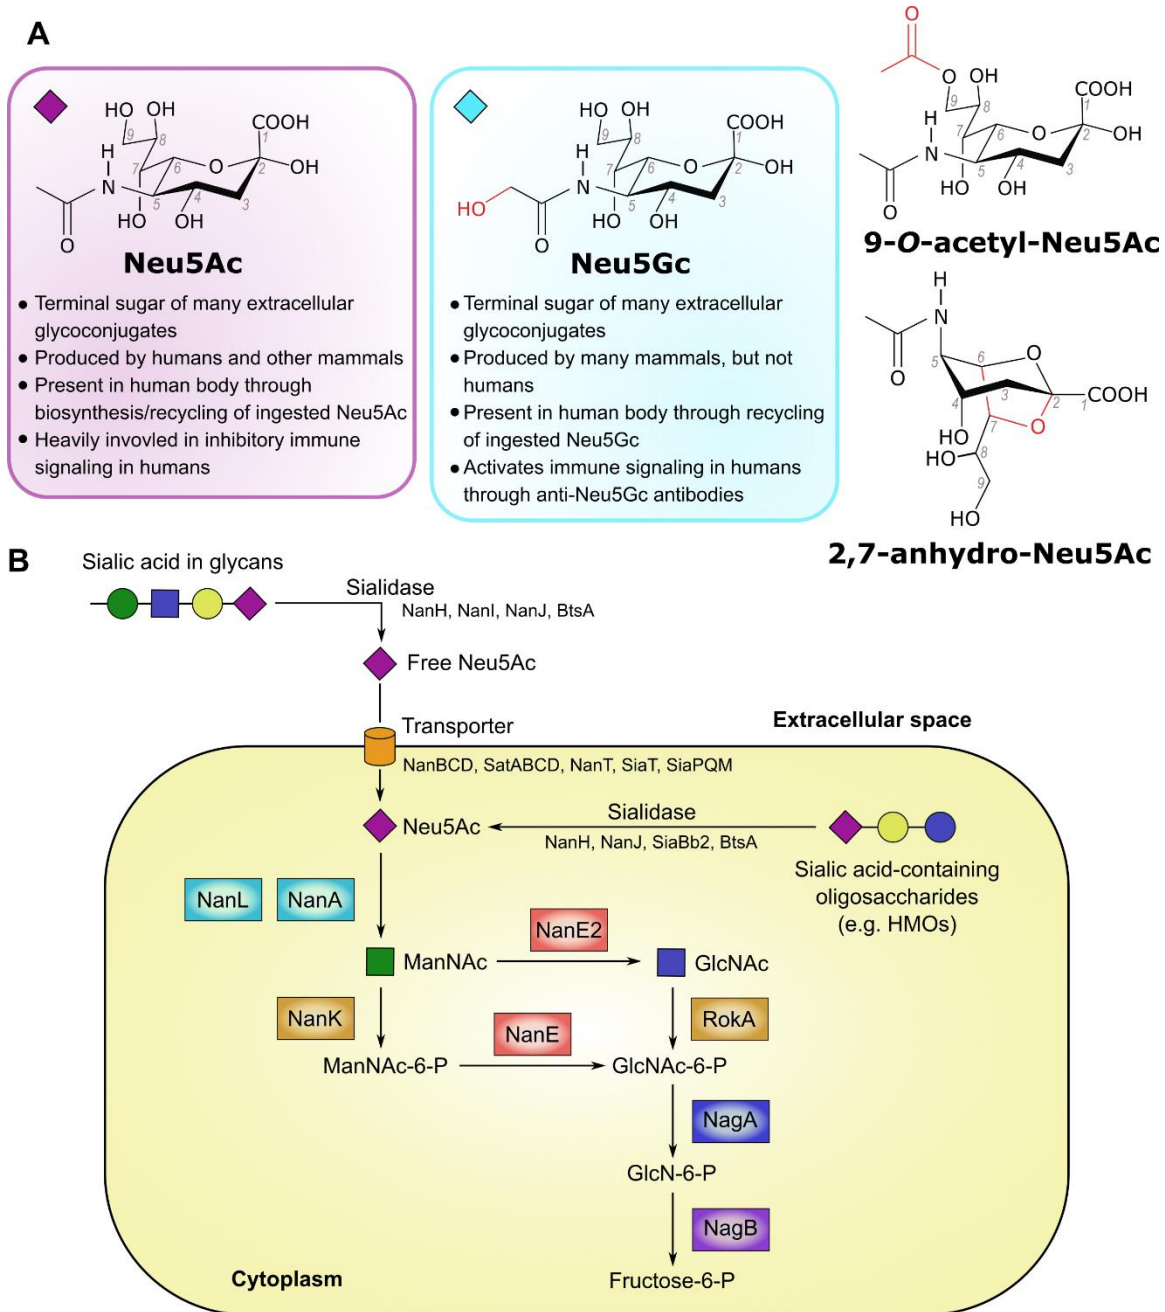 A
HO OH
COOH
9
8
1
H
7
6
O
2
OH
N
5
4
3
HO OH
O
Neu5Ac
• Terminal sugar of many extracellular
glycoconjugates
• Produced by humans and other mammals
• Present in human body through
biosynthesis/recycling of ingested Neu5Ac
• Heavily invovled in inhibitory immune
signaling in humans
HO OH
COOH
9
8
1
H
7
6
O
2
OH
HO
N
5
4
3
HO OH
O
Neu5Gc
• Terminal sugar of many extracellular
glycoconjugates
• Produced by many mammals, but not
humans
• Present in human body through recycling
of ingested Neu5Gc
• Activates immune signaling in humans
through anti-Neu5Gc antibodies
O
O OH
COOH
9
8
1
H
7
6
O
2
OH
N
5
4
3
O
HO OH
9-O-acetyl-Neu5Ac
H
N
O
5
6
O
3
2
1
COOH
4
HO
7
O
HO
8
9
HO
2,7-anhydro-Neu5Ac
B
Sialic acid in glycans
Sialidase
NanH, NanI, NanJ, BtsA
Free Neu5Ac
Transporter
Extracellular space
NanBCD, SatABCD, NanT, SiaT, SiaPQM
Neu5Ac
Sialidase
NanH, NanJ, SiaBb2, BtsA
Sialic acid-containing
oligosaccharides
(e.g. HMOs)
NanL NanA
ManNAc
NanE2
GlcNAc
NanK
NanE
RokA
ManNAc-6-P
GlcNAc-6-P
NagA
GlcN-6-P
NagB
Cytoplasm
Fructose-6-P